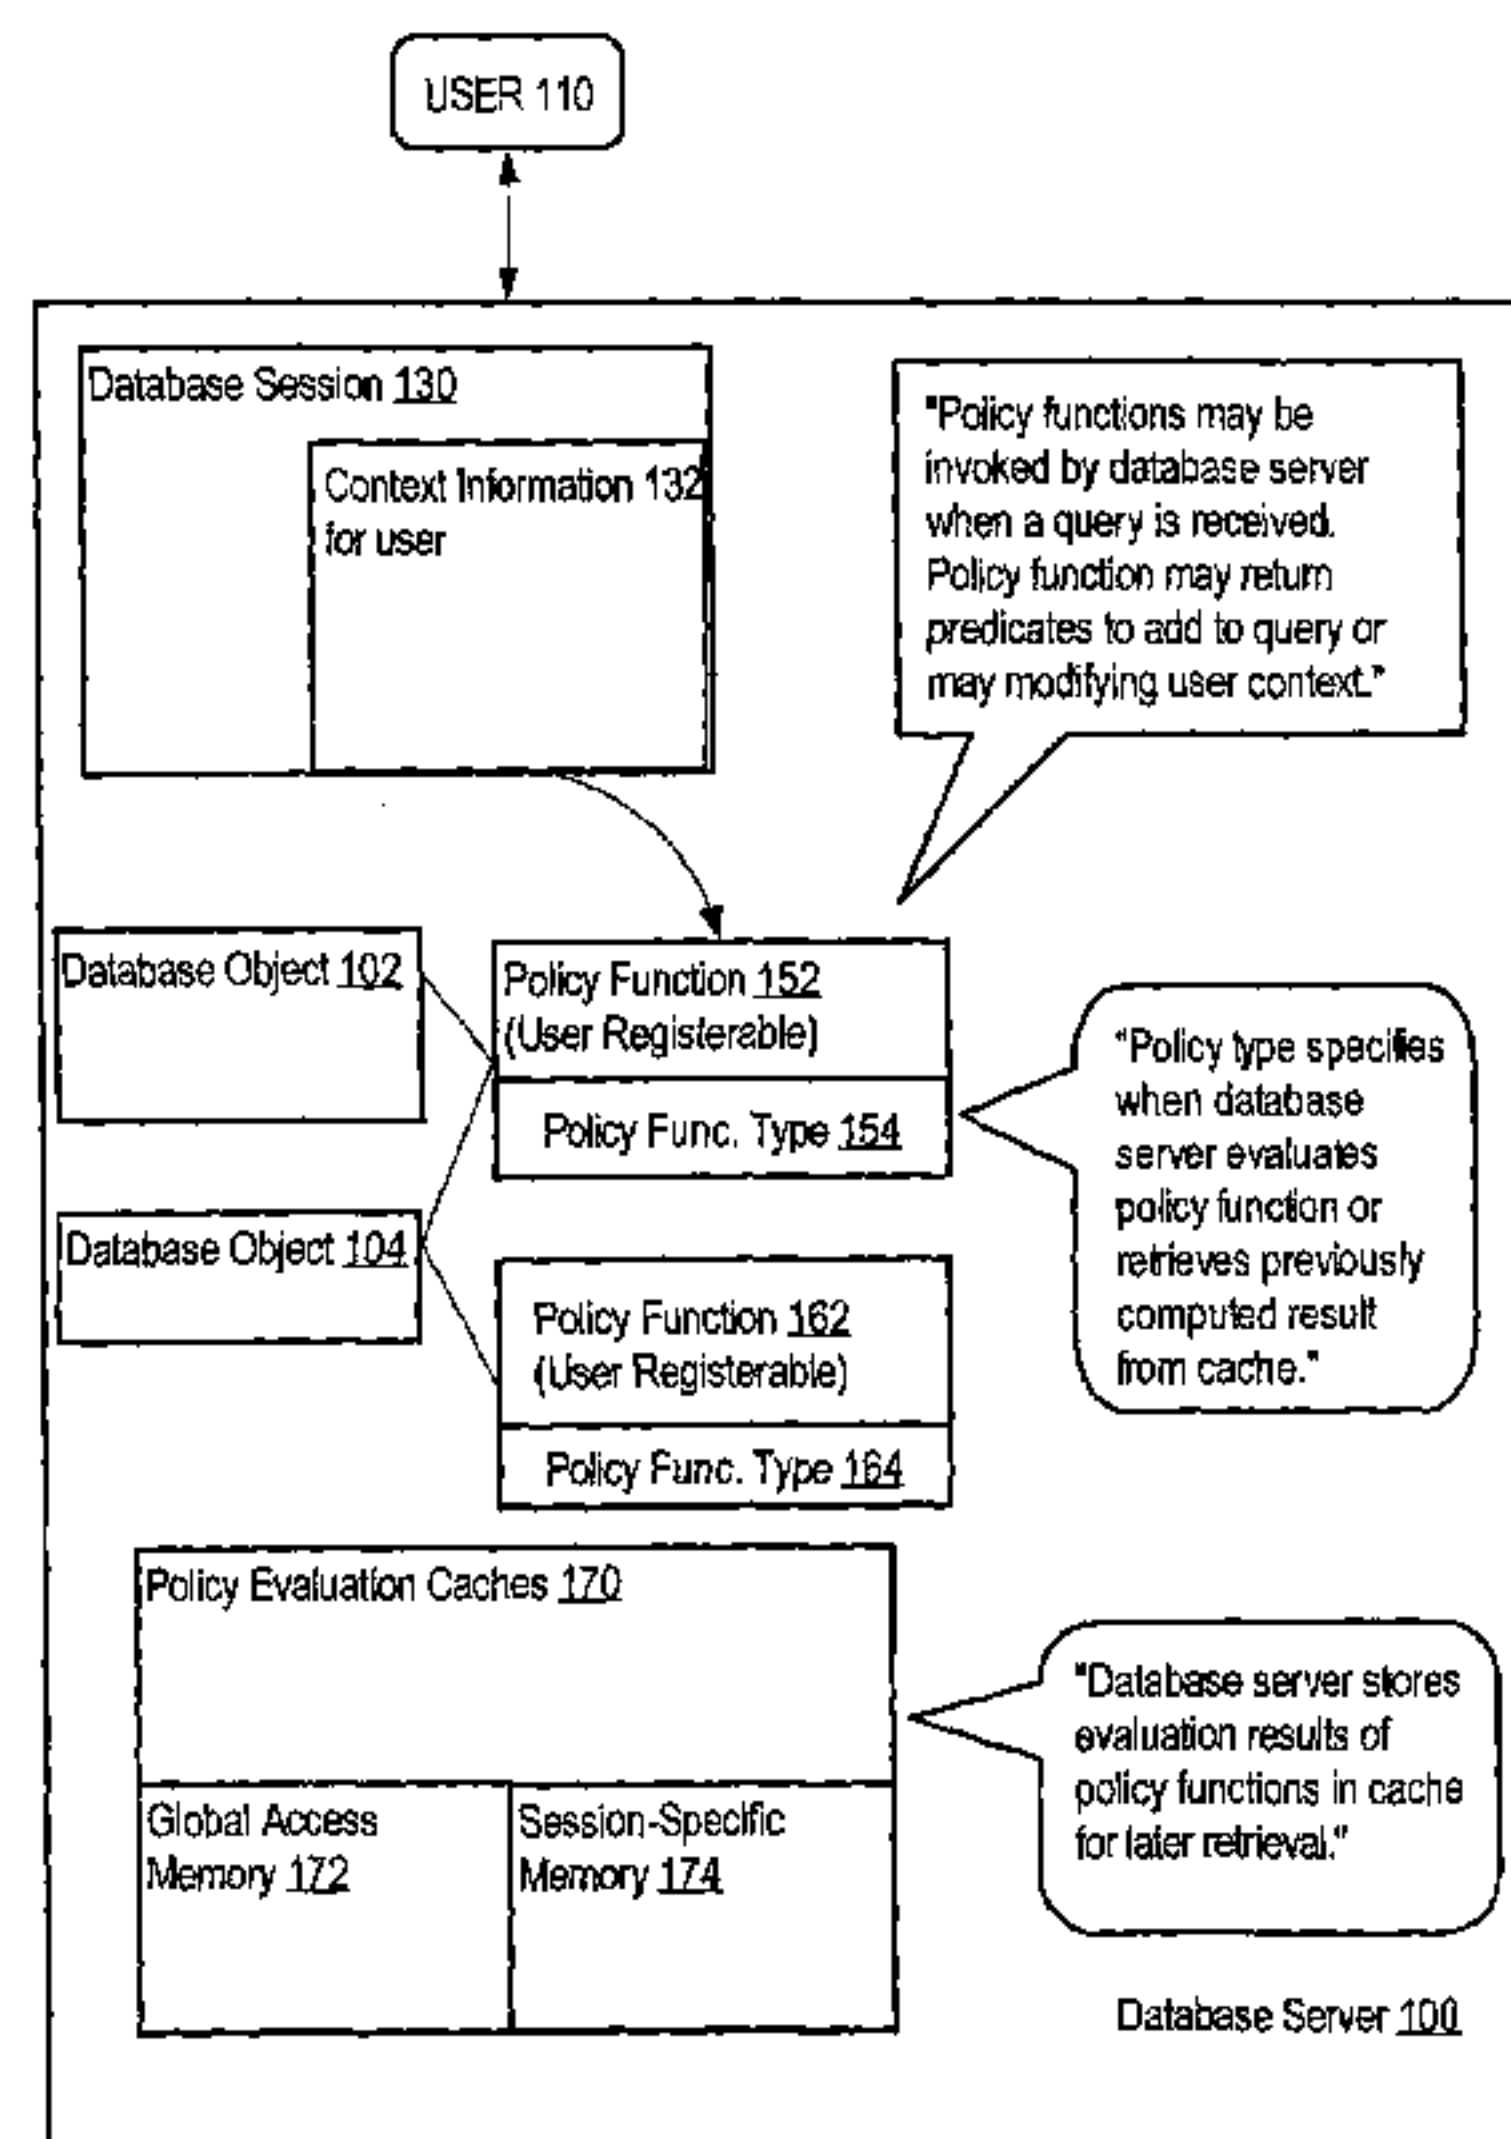 USER 110
Database Session 130
Context Information 132
for user
"Policy functions may be
invoked by database server
when a query is received.
Policy function may return
predicates to add to query or
may modifying user context."
Database Object 102
Policy Function 152
(User Registerable)
Policy Func. Type 154
"Policy type specifies
when database
server evaluates
policy function or
retrieves previously
computed result
from cache."
Database Object 104
Policy Function 162
(User Registerable)
Policy Func. Type 164
Policy Evaluation Caches 170
Global Access
Memory 172
Session-Specific
Memory 174
"Database server stores
evaluation results of
policy functions in cache
for later retrieval."
Database Server 100